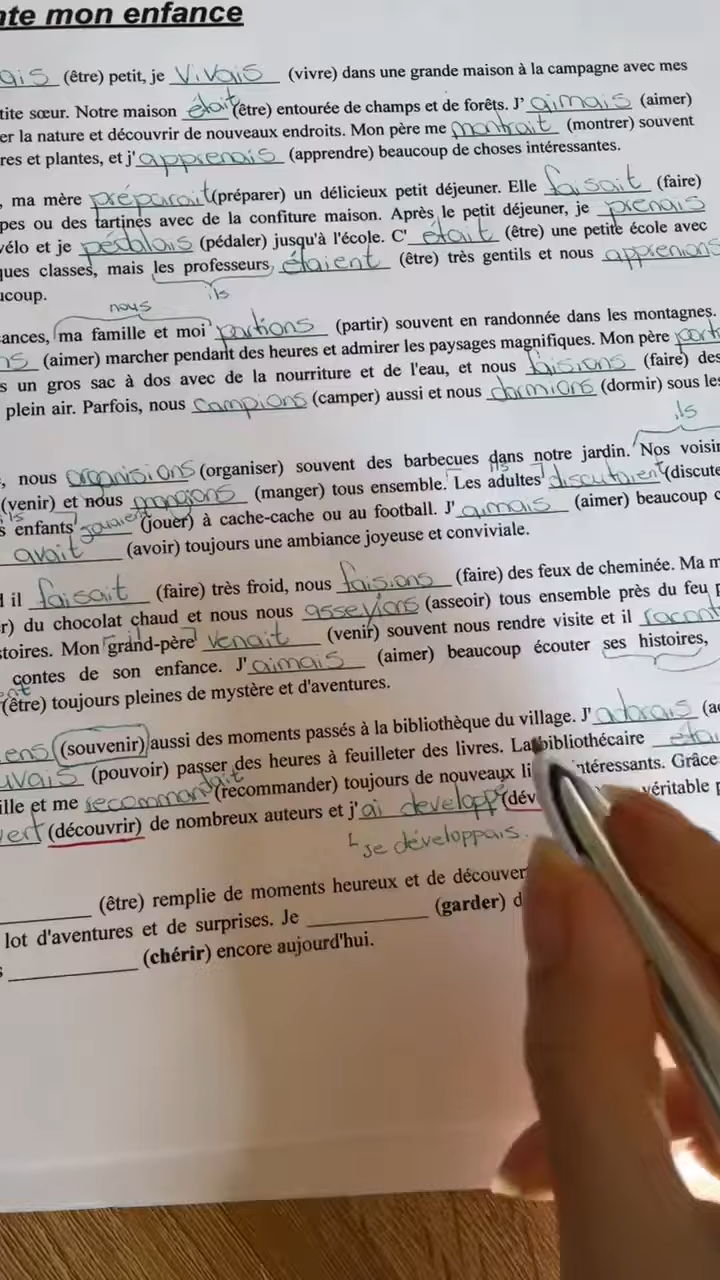 nte mon enfance
ais (être) petit, je vivais (vivre) dans une grande maison à la campagne avec mes
tite sœur. Notre maison était (être) entourée de champs et de forêts. J' aimais (aimer)
er la nature et découvrir de nouveaux endroits. Mon père me montrait (montrer) souvent
res et plantes, et j' apprenais (apprendre) beaucoup de choses intéressantes.
, ma mère préparait (préparer) un délicieux petit déjeuner. Elle faisait (faire)
pes ou des tartines avec de la confiture maison. Après le petit déjeuner, je prenais
vélo et je pédalais (pédaler) jusqu'à l'école. C' était (être) une petite école avec
ques classes, mais les professeurs étaient (être) très gentils et nous apprenions
ucoup.
nous ils
ances, ma famille et moi partions (partir) souvent en randonnée dans les montagnes.
ns (aimer) marcher pendant des heures et admirer les paysages magnifiques. Mon père port
s un gros sac à dos avec de la nourriture et de l'eau, et nous faisions (faire) des
plein air. Parfois, nous campions (camper) aussi et nous dormions (dormir) sous les
ils
, nous organisions (organiser) souvent des barbecues dans notre jardin. Nos voisin
ils
(venir) et nous mangions (manger) tous ensemble. Les adultes discutaient (discute
ils
s enfants jouaient (jouer) à cache-cache ou au football. J' aimais (aimer) beaucoup c
avait (avoir) toujours une ambiance joyeuse et conviviale.
d il faisait (faire) très froid, nous faisions (faire) des feux de cheminée. Ma m
r) du chocolat chaud et nous nous asseyions (asseoir) tous ensemble près du feu p
stoires. Mon grand-père venait (venir) souvent nous rendre visite et il racont
contes de son enfance. J' aimais (aimer) beaucoup écouter ses histoires,
ent
(être) toujours pleines de mystère et d'aventures.
ens (souvenir) aussi des moments passés à la bibliothèque du village. J' adorais (ad
uvais (pouvoir) passer des heures à feuilleter des livres. La bibliothécaire étai
ille et me recommandait (recommander) toujours de nouveaux li ntéressants. Grâce
vert (découvrir) de nombreux auteurs et j' ai développé (dév véritable p
je développais.
(être) remplie de moments heureux et de découver
lot d'aventures et de surprises. Je (garder) d
s (chérir) encore aujourd'hui.